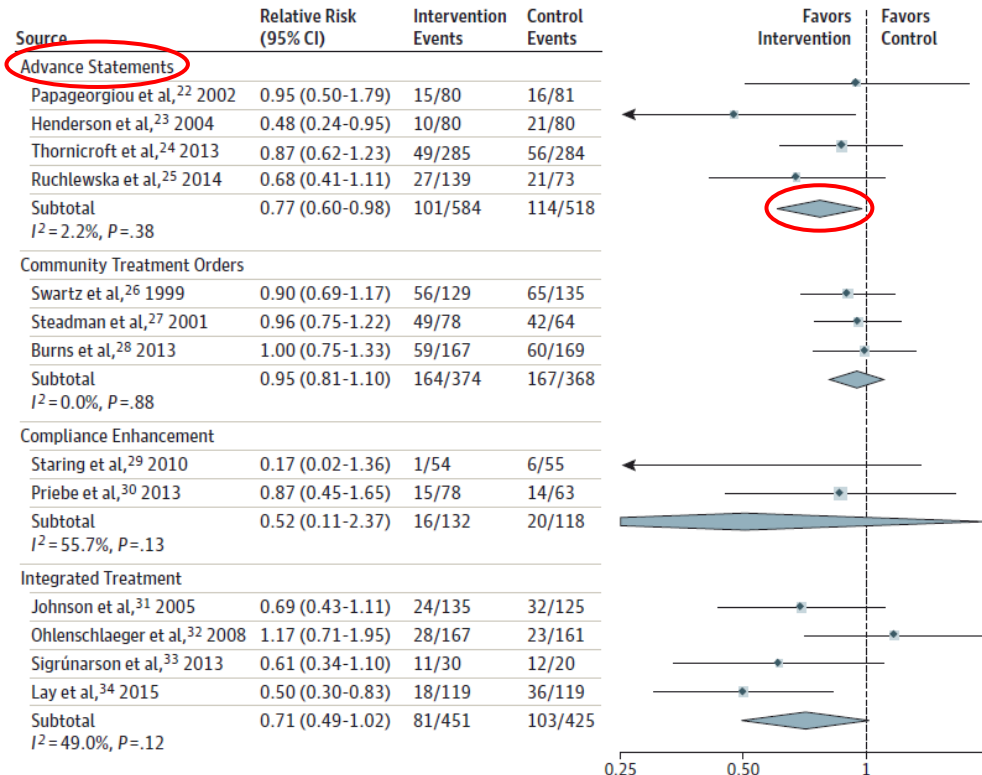 Source Relative Risk (95% CI) Intervention Events Control Events Favors Intervention Favors Control
Advance Statements
Papageorgiou et al,22 2002 0.95 (0.50-1.79) 15/80 16/81
Henderson et al,23 2004 0.48 (0.24-0.95) 10/80 21/80
Thornicroft et al,24 2013 0.87 (0.62-1.23) 49/285 56/284
Ruchlewska et al,25 2014 0.68 (0.41-1.11) 27/139 21/73
Subtotal 0.77 (0.60-0.98) 101/584 114/518
I2 = 2.2%, P=.38
Community Treatment Orders
Swartz et al,26 1999 0.90 (0.69-1.17) 56/129 65/135
Steadman et al,27 2001 0.96 (0.75-1.22) 49/78 42/64
Burns et al,28 2013 1.00 (0.75-1.33) 59/167 60/169
Subtotal 0.95 (0.81-1.10) 164/374 167/368
I2 = 0.0%, P=.88
Compliance Enhancement
Staring et al,29 2010 0.17 (0.02-1.36) 1/54 6/55
Priebe et al,30 2013 0.87 (0.45-1.65) 15/78 14/63
Subtotal 0.52 (0.11-2.37) 16/132 20/118
I2 = 55.7%, P=.13
Integrated Treatment
Johnson et al,31 2005 0.69 (0.43-1.11) 24/135 32/125
Ohlenschlaeger et al,32 2008 1.17 (0.71-1.95) 28/167 23/161
Sigrúnarson et al,33 2013 0.61 (0.34-1.10) 11/30 12/20
Lay et al,34 2015 0.50 (0.30-0.83) 18/119 36/119
Subtotal 0.71 (0.49-1.02) 81/451 103/425
I2 = 49.0%, P=.12
0.25 0.50 1